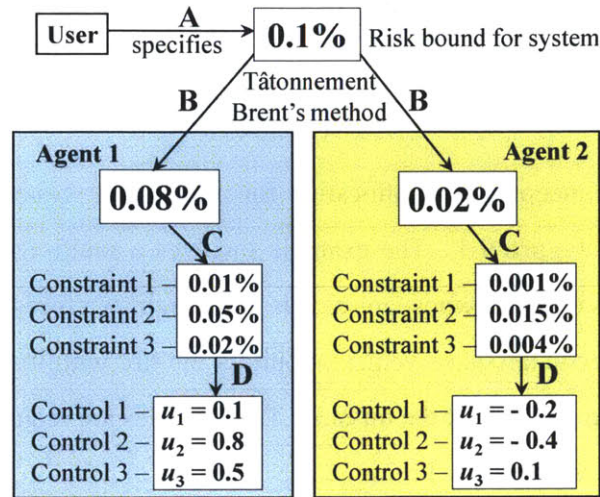 User
A
specifies
0.1%
Risk bound for system
Tâtonnement
Brent's method
B
B
Agent 1
0.08%
C
Constraint 1 – 0.01%
Constraint 2 – 0.05%
Constraint 3 – 0.02%
D
Control 1 – u₁ = 0.1
Control 2 – u₂ = 0.8
Control 3 – u₃ = 0.5
Agent 2
0.02%
C
Constraint 1 – 0.001%
Constraint 2 – 0.015%
Constraint 3 – 0.004%
D
Control 1 – u₁ = - 0.2
Control 2 – u₂ = - 0.4
Control 3 – u₃ = 0.1